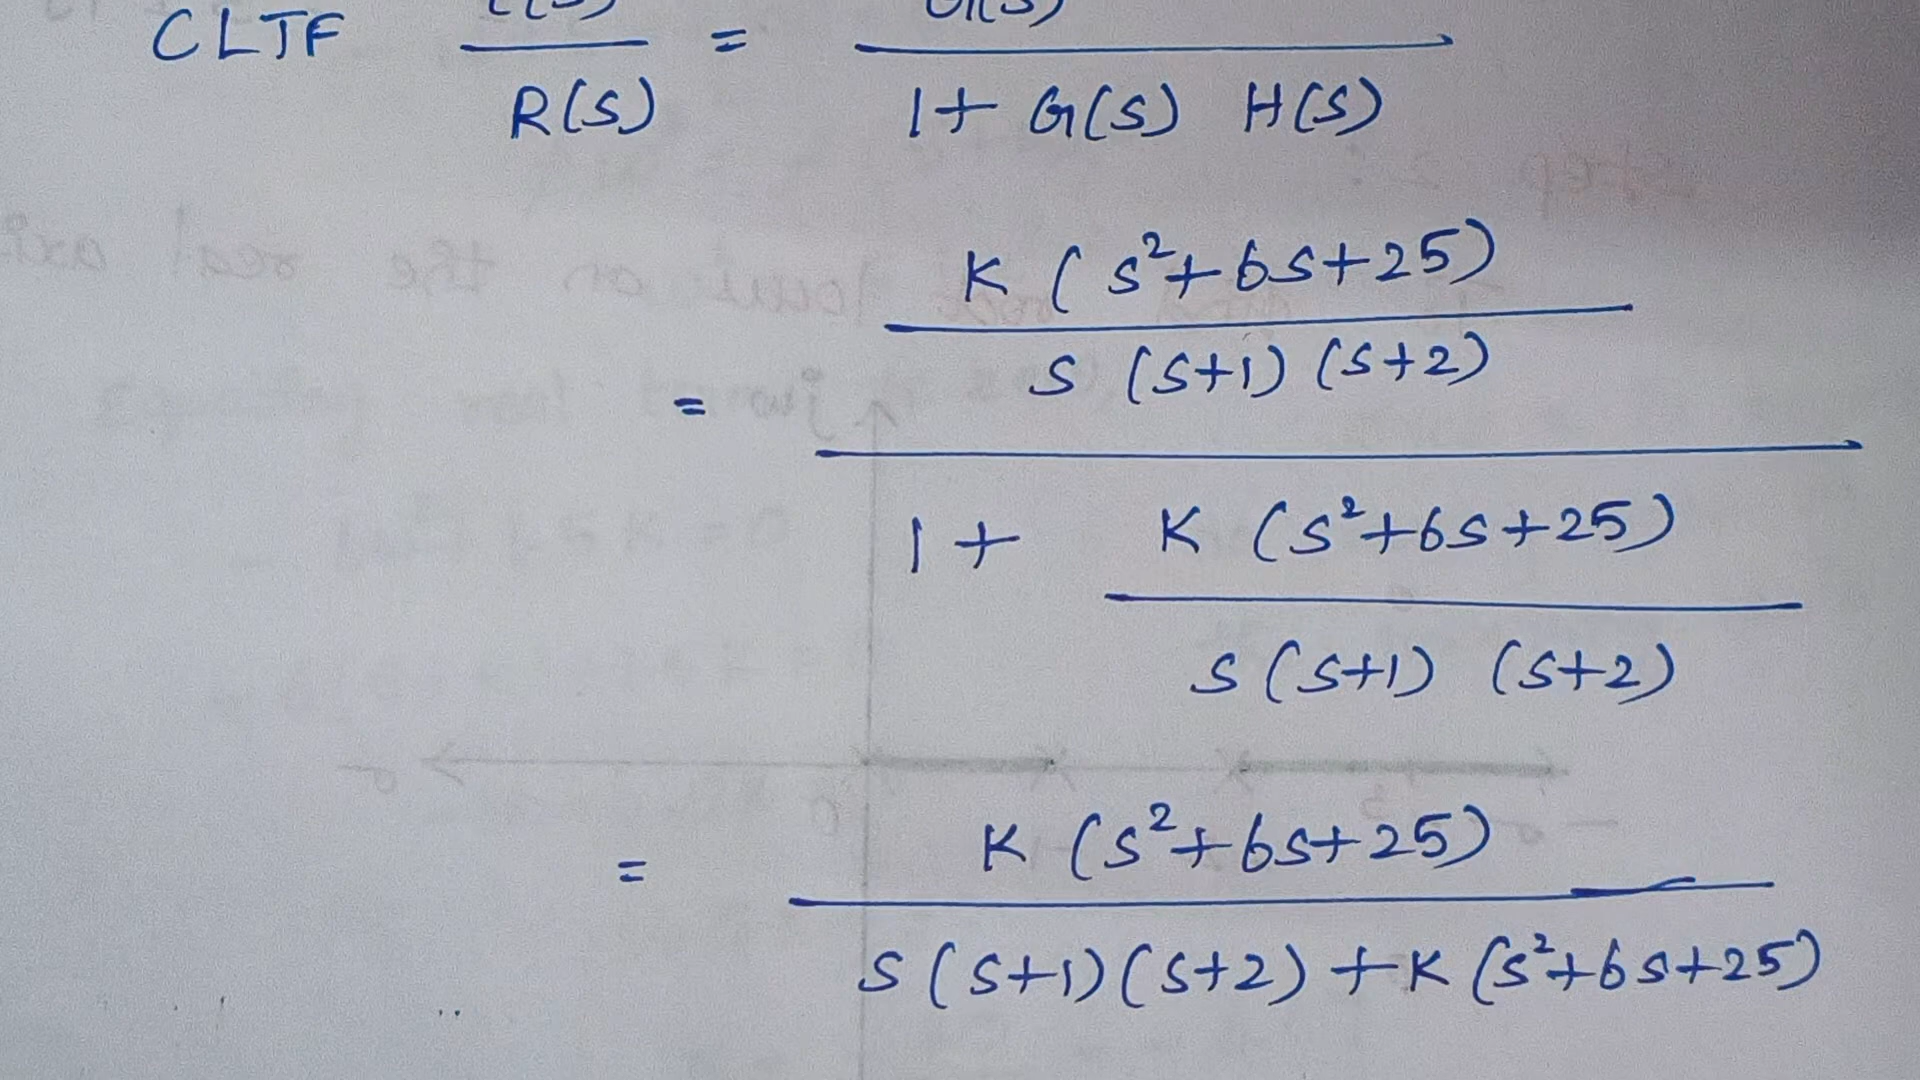 CLTF C(S) / R(S) = G(S) / 1 + G(S) H(S)
= K (s²+6s+25) / s (s+1) (s+2)
1 + K (s²+6s+25) / s (s+1) (s+2)
= K (s²+6s+25) / s (s+1) (s+2) + K (s²+6s+25)